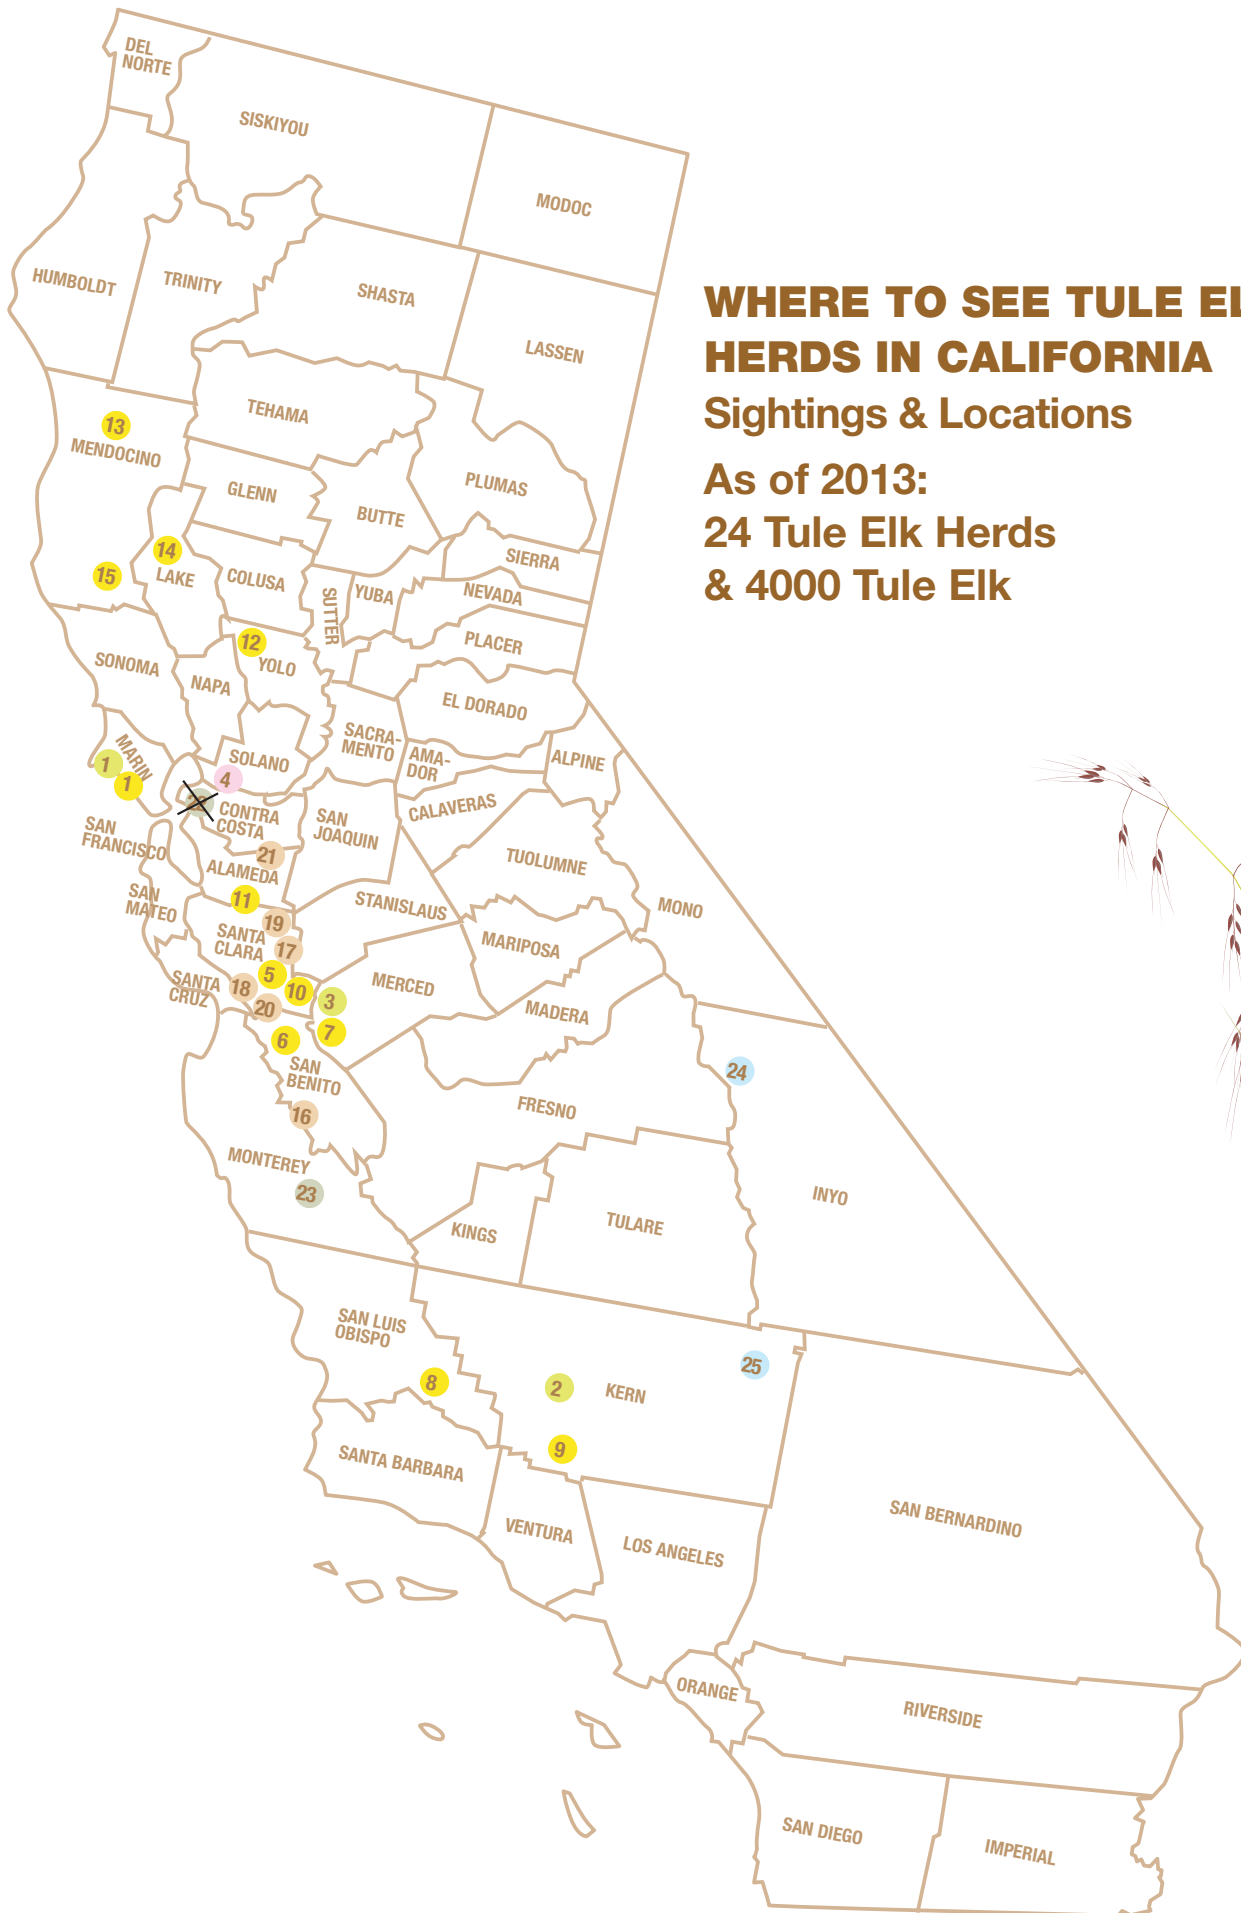 DEL
NORTE
SISKIYOU
MODOC
HUMBOLDT
TRINITY
SHASTA
LASSEN
WHERE TO SEE TULE EL
HERDS IN CALIFORNIA
Sightings & Locations
As of 2013:
24 Tule Elk Herds
& 4000 Tule Elk
TEHAMA
13
MENDOCINO
GLENN
BUTTE
PLUMAS
14
LAKE
15
COLUSA
SUTTER
YUBA
SIERRA
NEVADA
PLACER
12
YOLO
SONOMA
NAPA
EL DORADO
SACRA-
MENTO
AMA-
DOR
ALPINE
MARIN
1
1
SOLANO
4
CONTRA
COSTA
SAN
JOAQUIN
CALAVERAS
SAN
FRANCISCO
21
ALAMEDA
TUOLUMNE
MONO
SAN
MATEO
11
STANISLAUS
19
SANTA
CLARA
17
MARIPOSA
5
10
3
MERCED
SANTA
CRUZ
18
20
7
MADERA
6
SAN
BENITO
24
FRESNO
16
MONTEREY
23
INYO
KINGS
TULARE
SAN LUIS
OBISPO
8
2
KERN
25
9
SANTA BARBARA
VENTURA
LOS ANGELES
SAN BERNARDINO
ORANGE
RIVERSIDE
SAN DIEGO
IMPERIAL